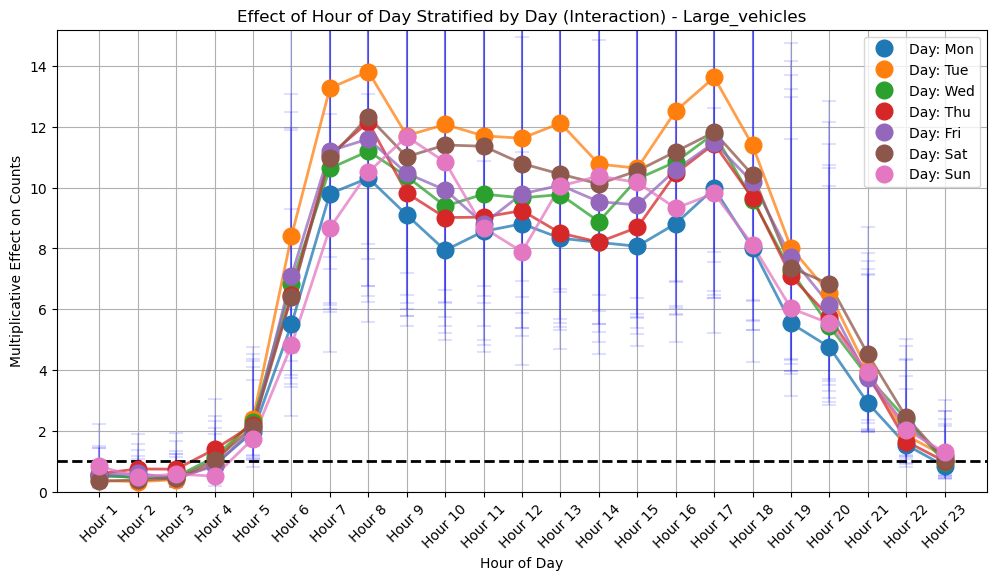 Effect of Hour of Day Stratified by Day (Interaction) - Large_vehicles
Multiplicative Effect on Counts
14
12
10
8
6
4
2
0
Day: Mon
Day: Tue
Day: Wed
Day: Thu
Day: Fri
Day: Sat
Day: Sun
Hour 1
Hour 2
Hour 3
Hour 4
Hour 5
Hour 6
Hour 7
Hour 8
Hour 9
Hour 10
Hour 11
Hour 12
Hour 13
Hour 14
Hour 15
Hour 16
Hour 17
Hour 18
Hour 19
Hour 20
Hour 21
Hour 22
Hour 23
Hour of Day